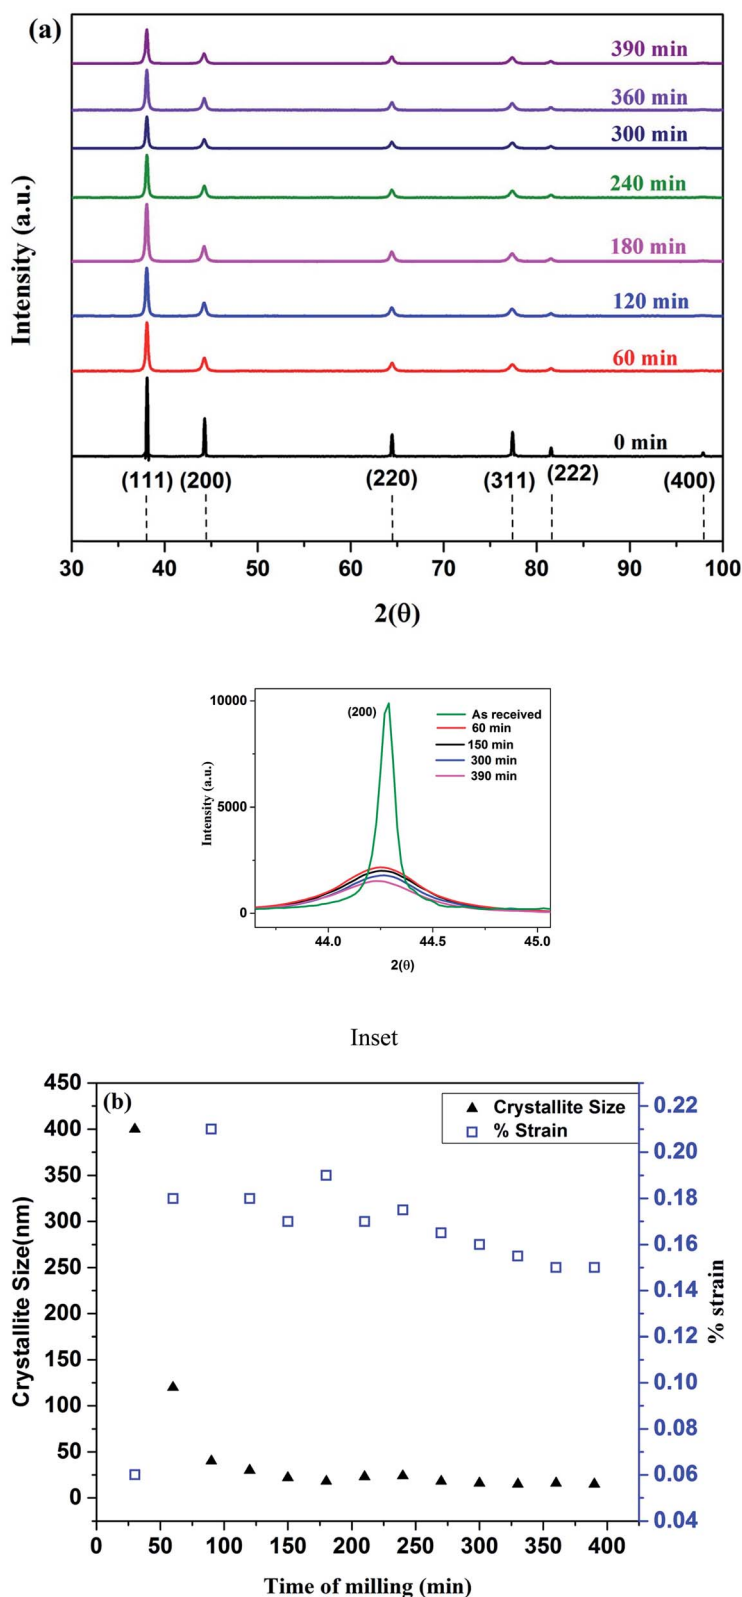 (a)
390 min
360 min
300 min
240 min
180 min
120 min
60 min
0 min
Intensity (a.u.)
(111) (200) (220) (311) (222) (400)
30 40 50 60 70 80 90 100
2(θ)
(200)
As received
60 min
150 min
300 min
390 min
10000
5000
0
Intensity (a.u.)
44.0 44.5 45.0
2(θ)
Inset
(b)
Crystallite Size
% Strain
450
400
350
300
250
200
150
100
50
0
Crystallite Size(nm)
0.22
0.20
0.18
0.16
0.14
0.12
0.10
0.08
0.06
0.04
% strain
0 50 100 150 200 250 300 350 400
Time of milling (min)